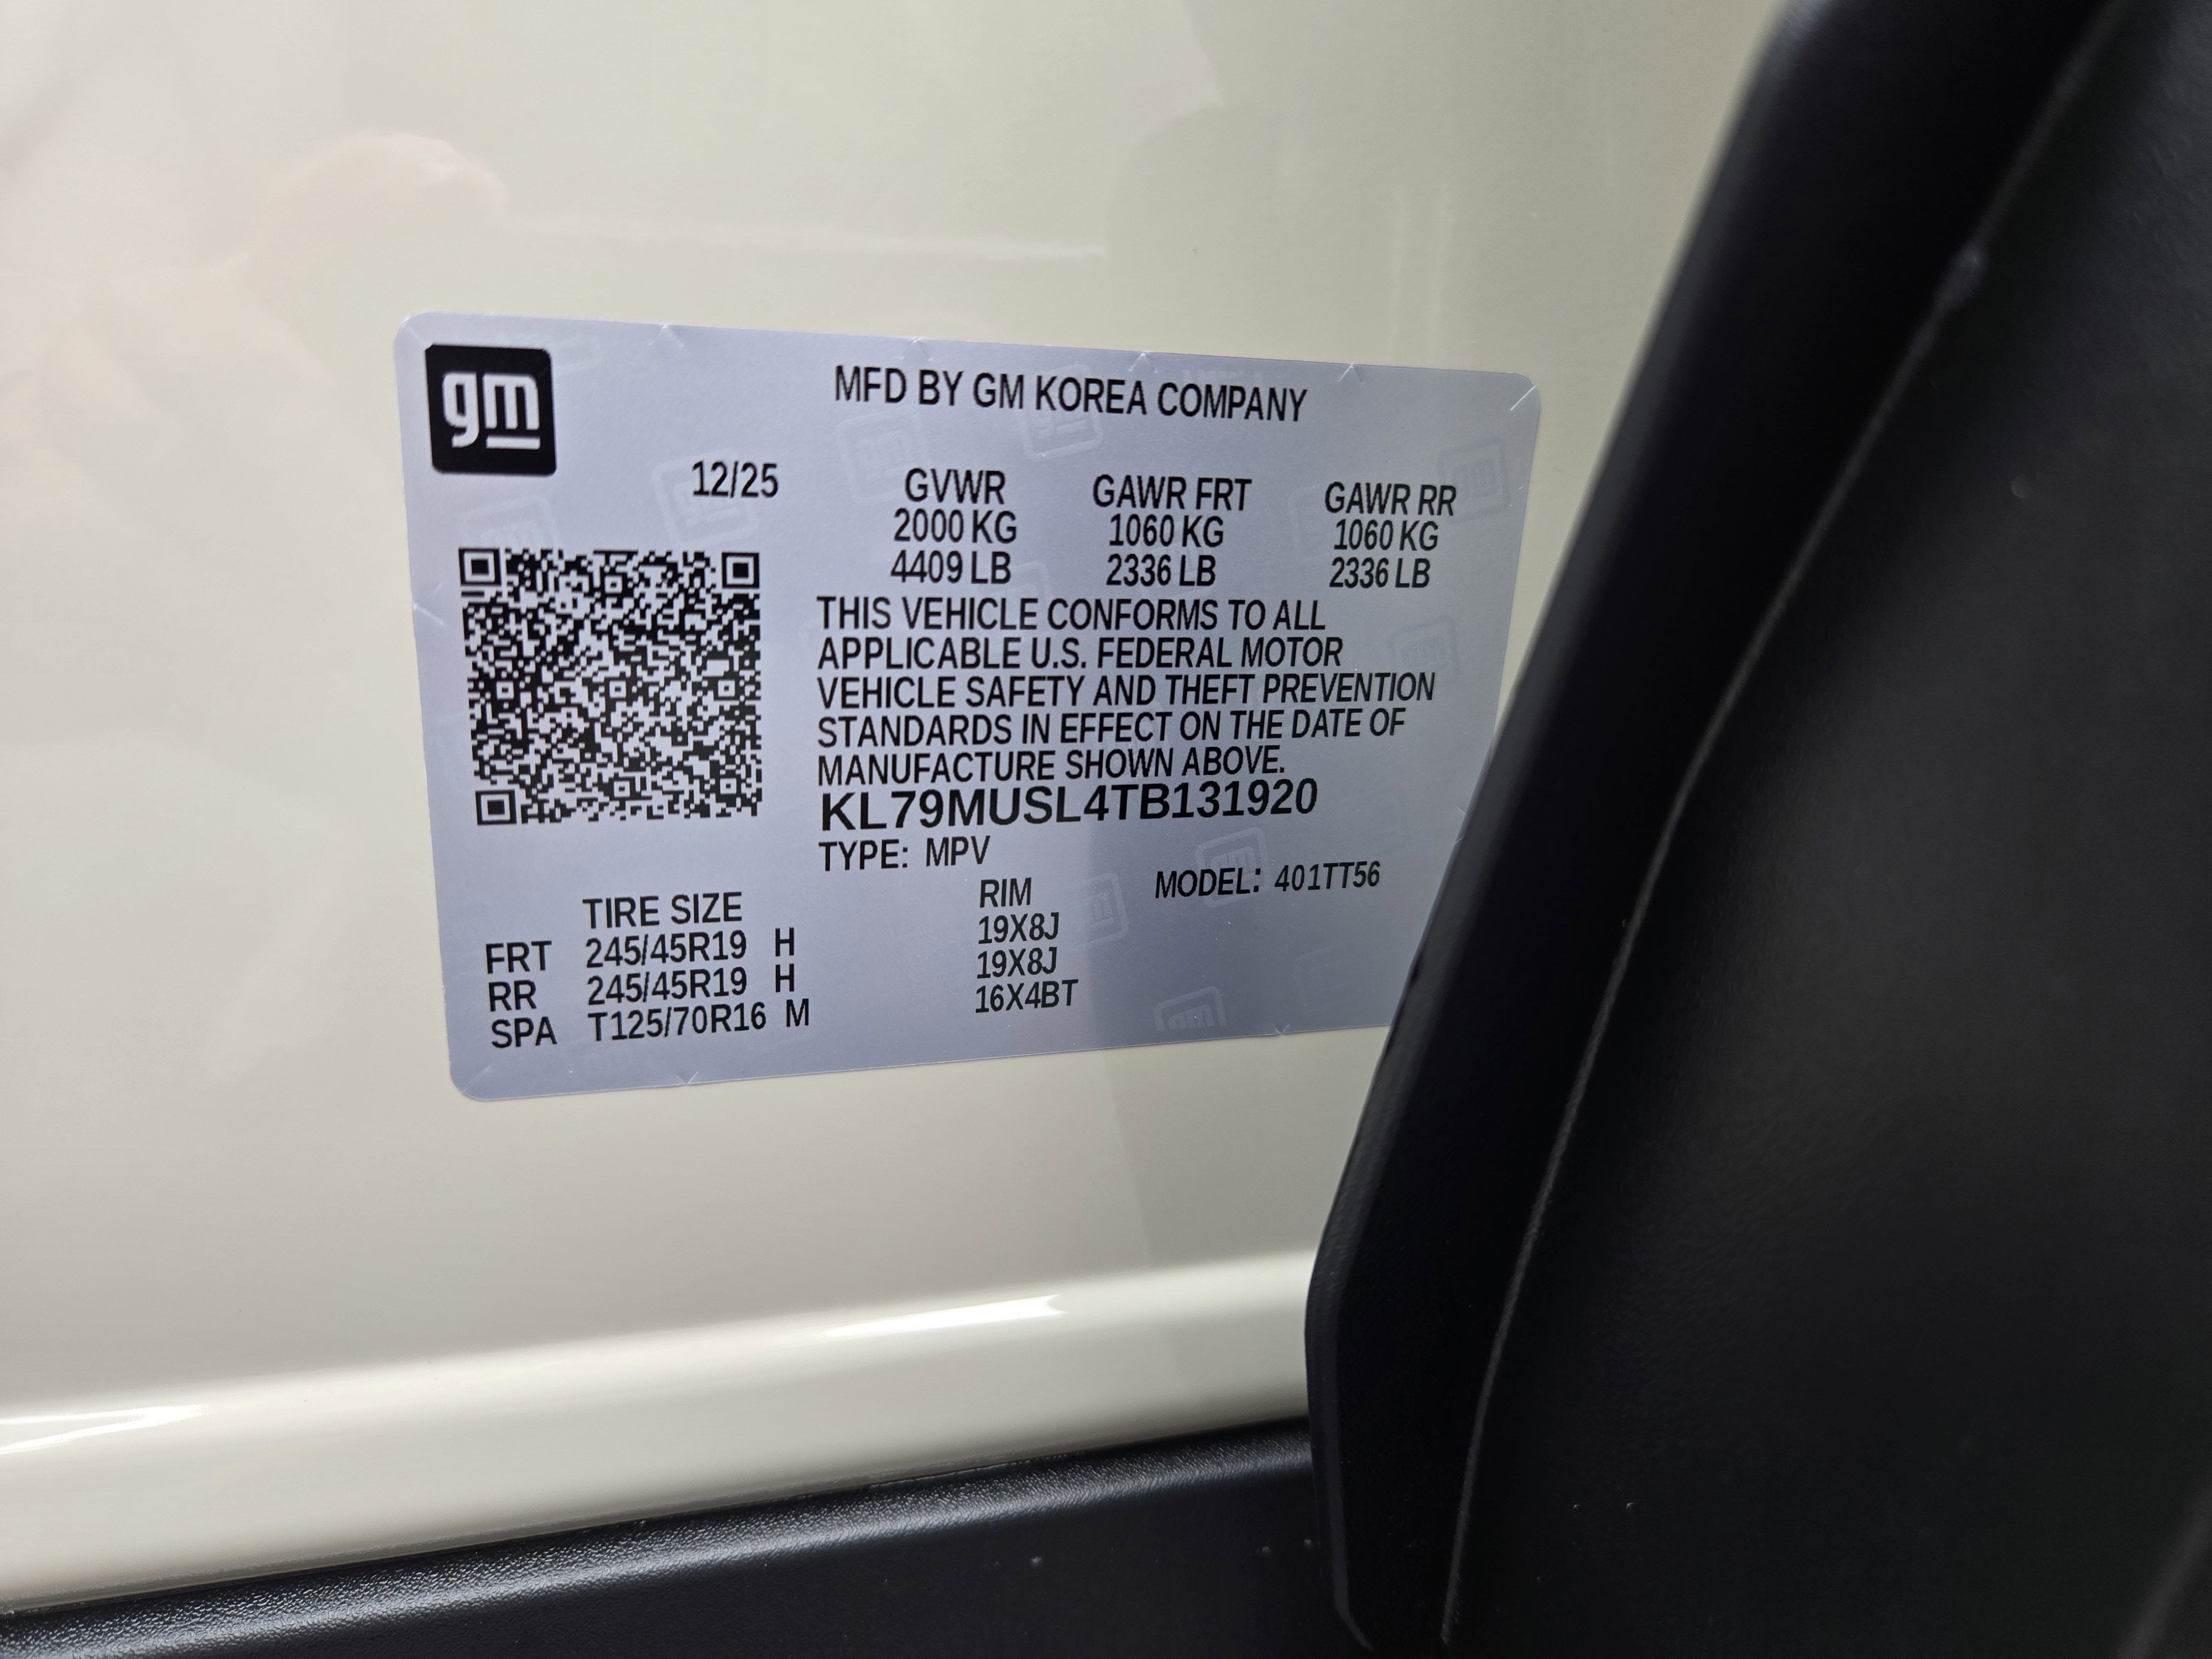 gm
MFD BY GM KOREA COMPANY
12/25
GVWR GAWR FRT GAWR RR
2000 KG 1060 KG 1060 KG
4409 LB 2336 LB 2336 LB
THIS VEHICLE CONFORMS TO ALL
APPLICABLE U.S. FEDERAL MOTOR
VEHICLE SAFETY AND THEFT PREVENTION
STANDARDS IN EFFECT ON THE DATE OF
MANUFACTURE SHOWN ABOVE.
KL79MUSL4TB131920
TYPE: MPV
MODEL: 401TT56
TIRE SIZE RIM
FRT 245/45R19 H 19X8J
RR 245/45R19 H 19X8J
SPA T125/70R16 M 16X4BT